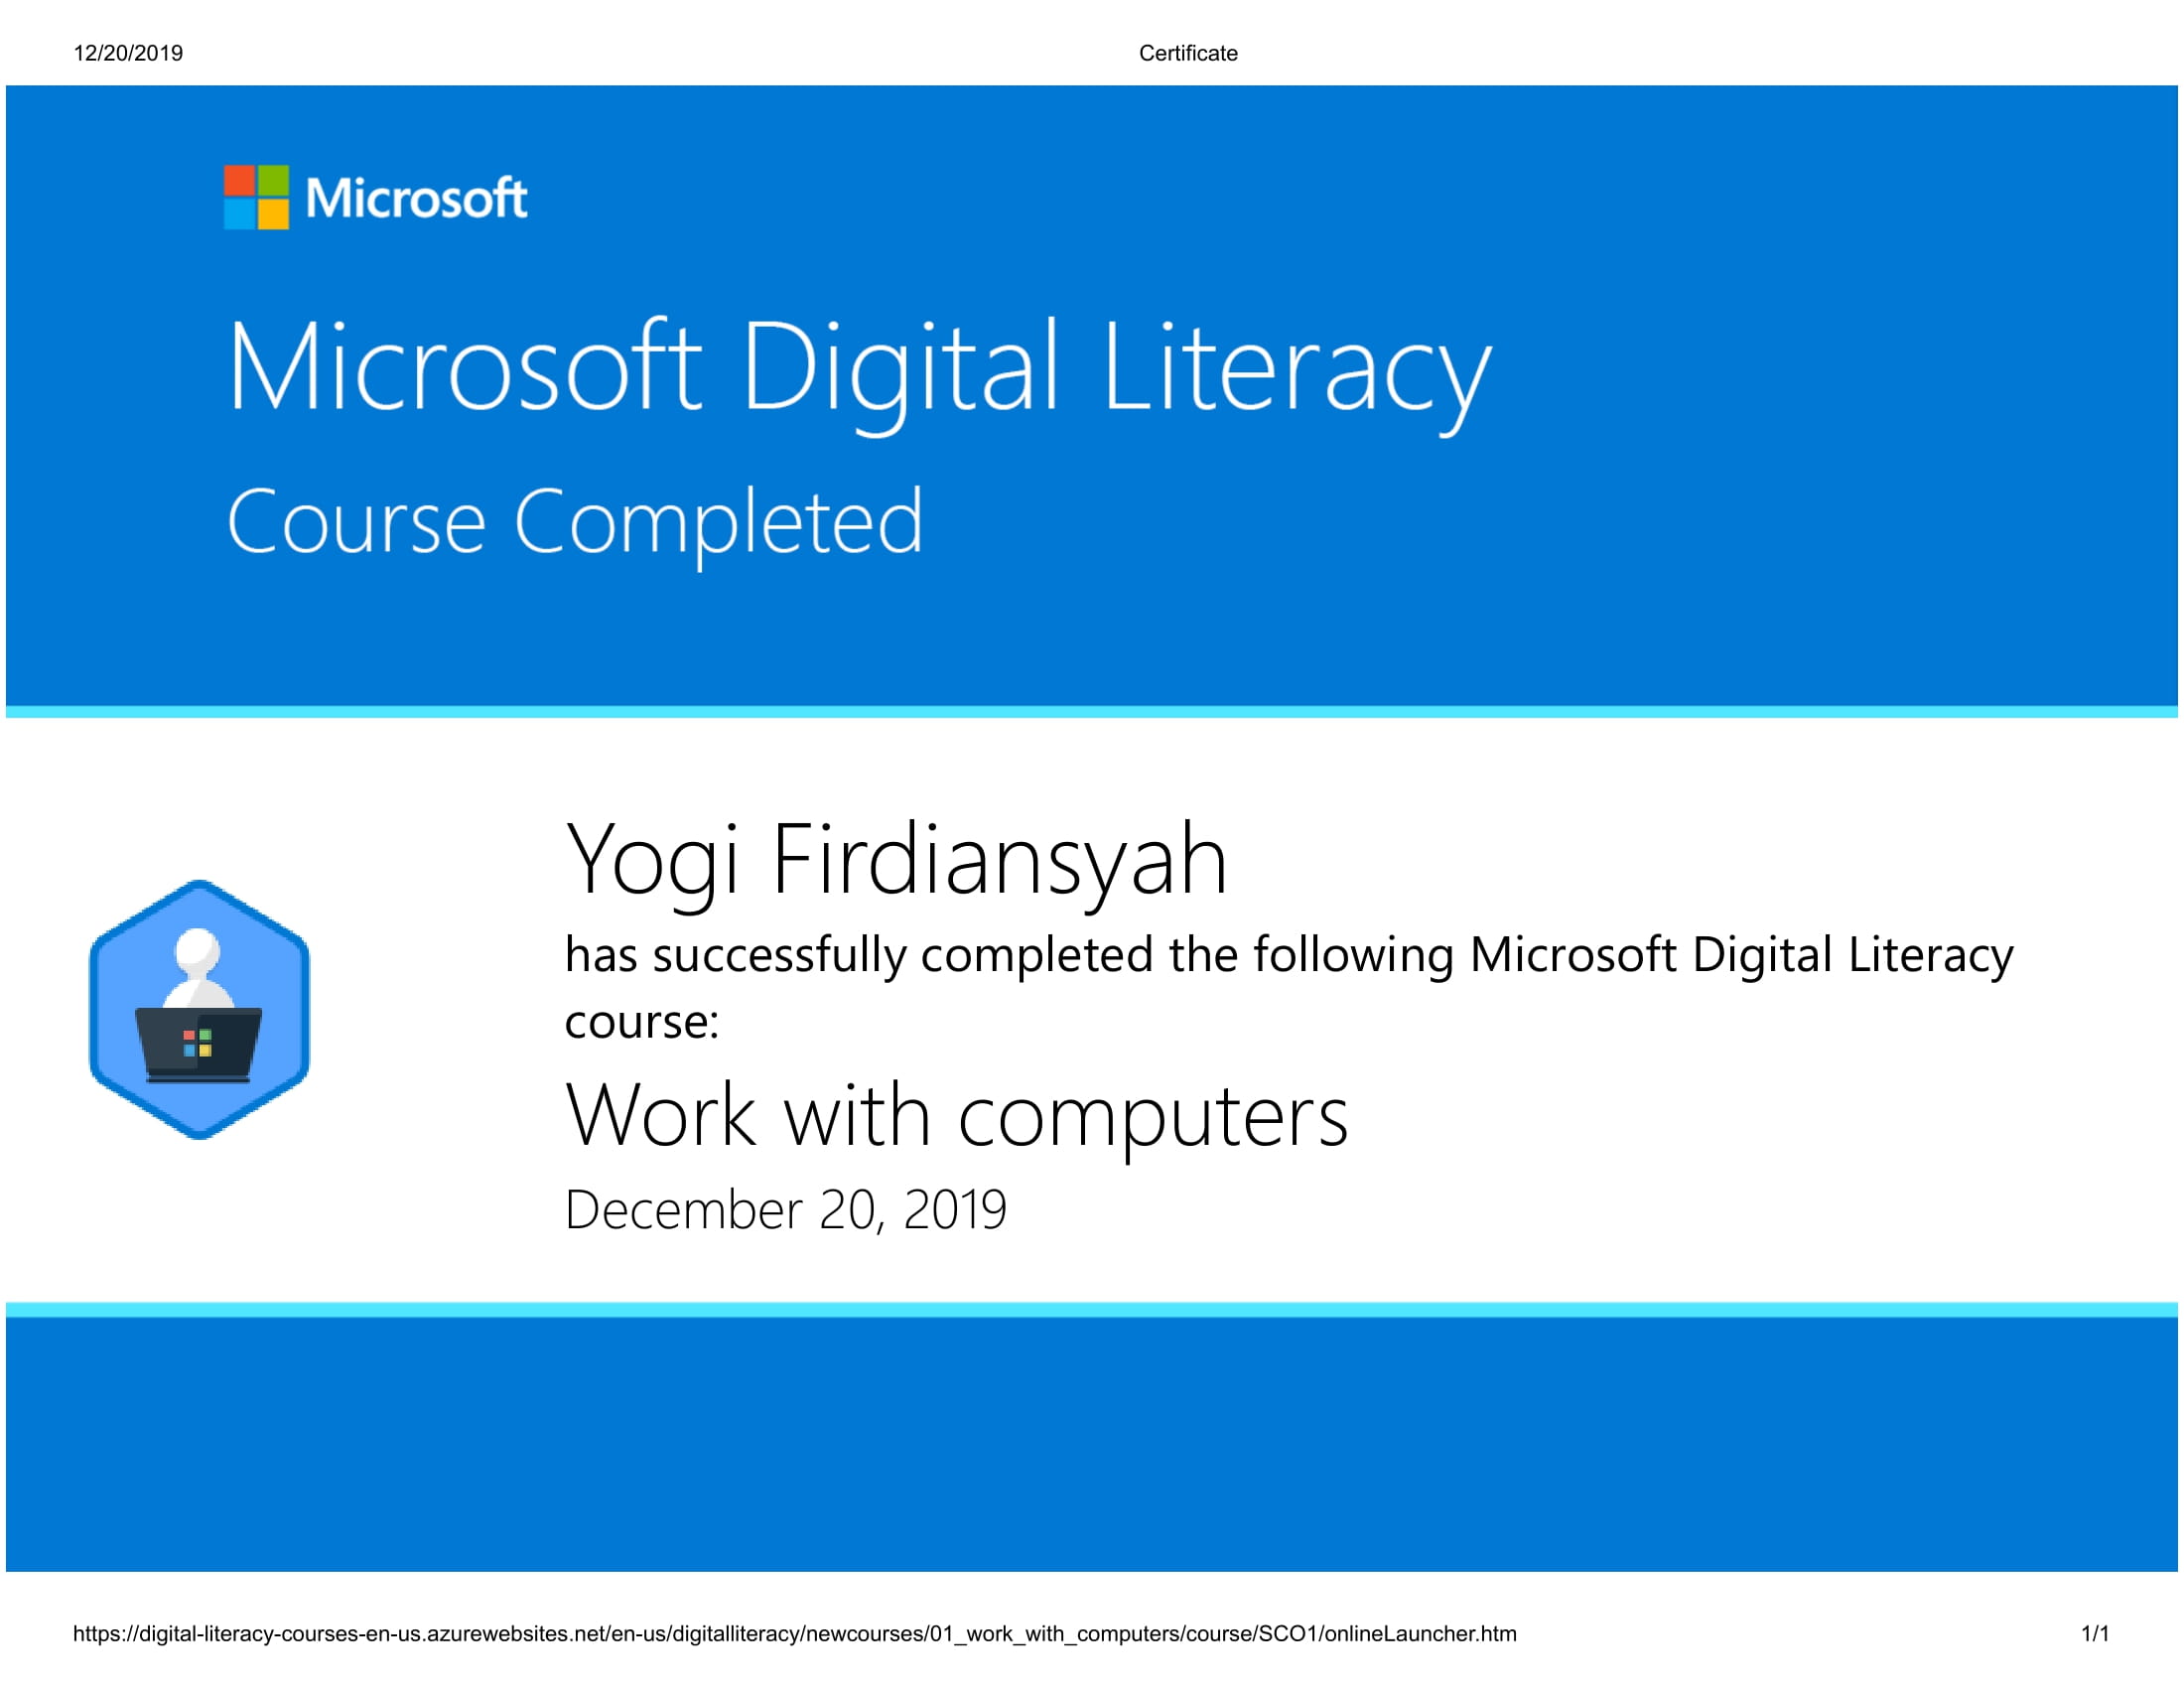 12/20/2019 Certificate
Microsoft
Microsoft Digital Literacy
Course Completed
Yogi Firdiansyah
has successfully completed the following Microsoft Digital Literacy
course:
Work with computers
December 20, 2019
https://digital-literacy-courses-en-us.azurewebsites.net/en-us/digitalliteracy/newcourses/01_work_with_computers/course/SCO1/onlineLauncher.htm 1/1